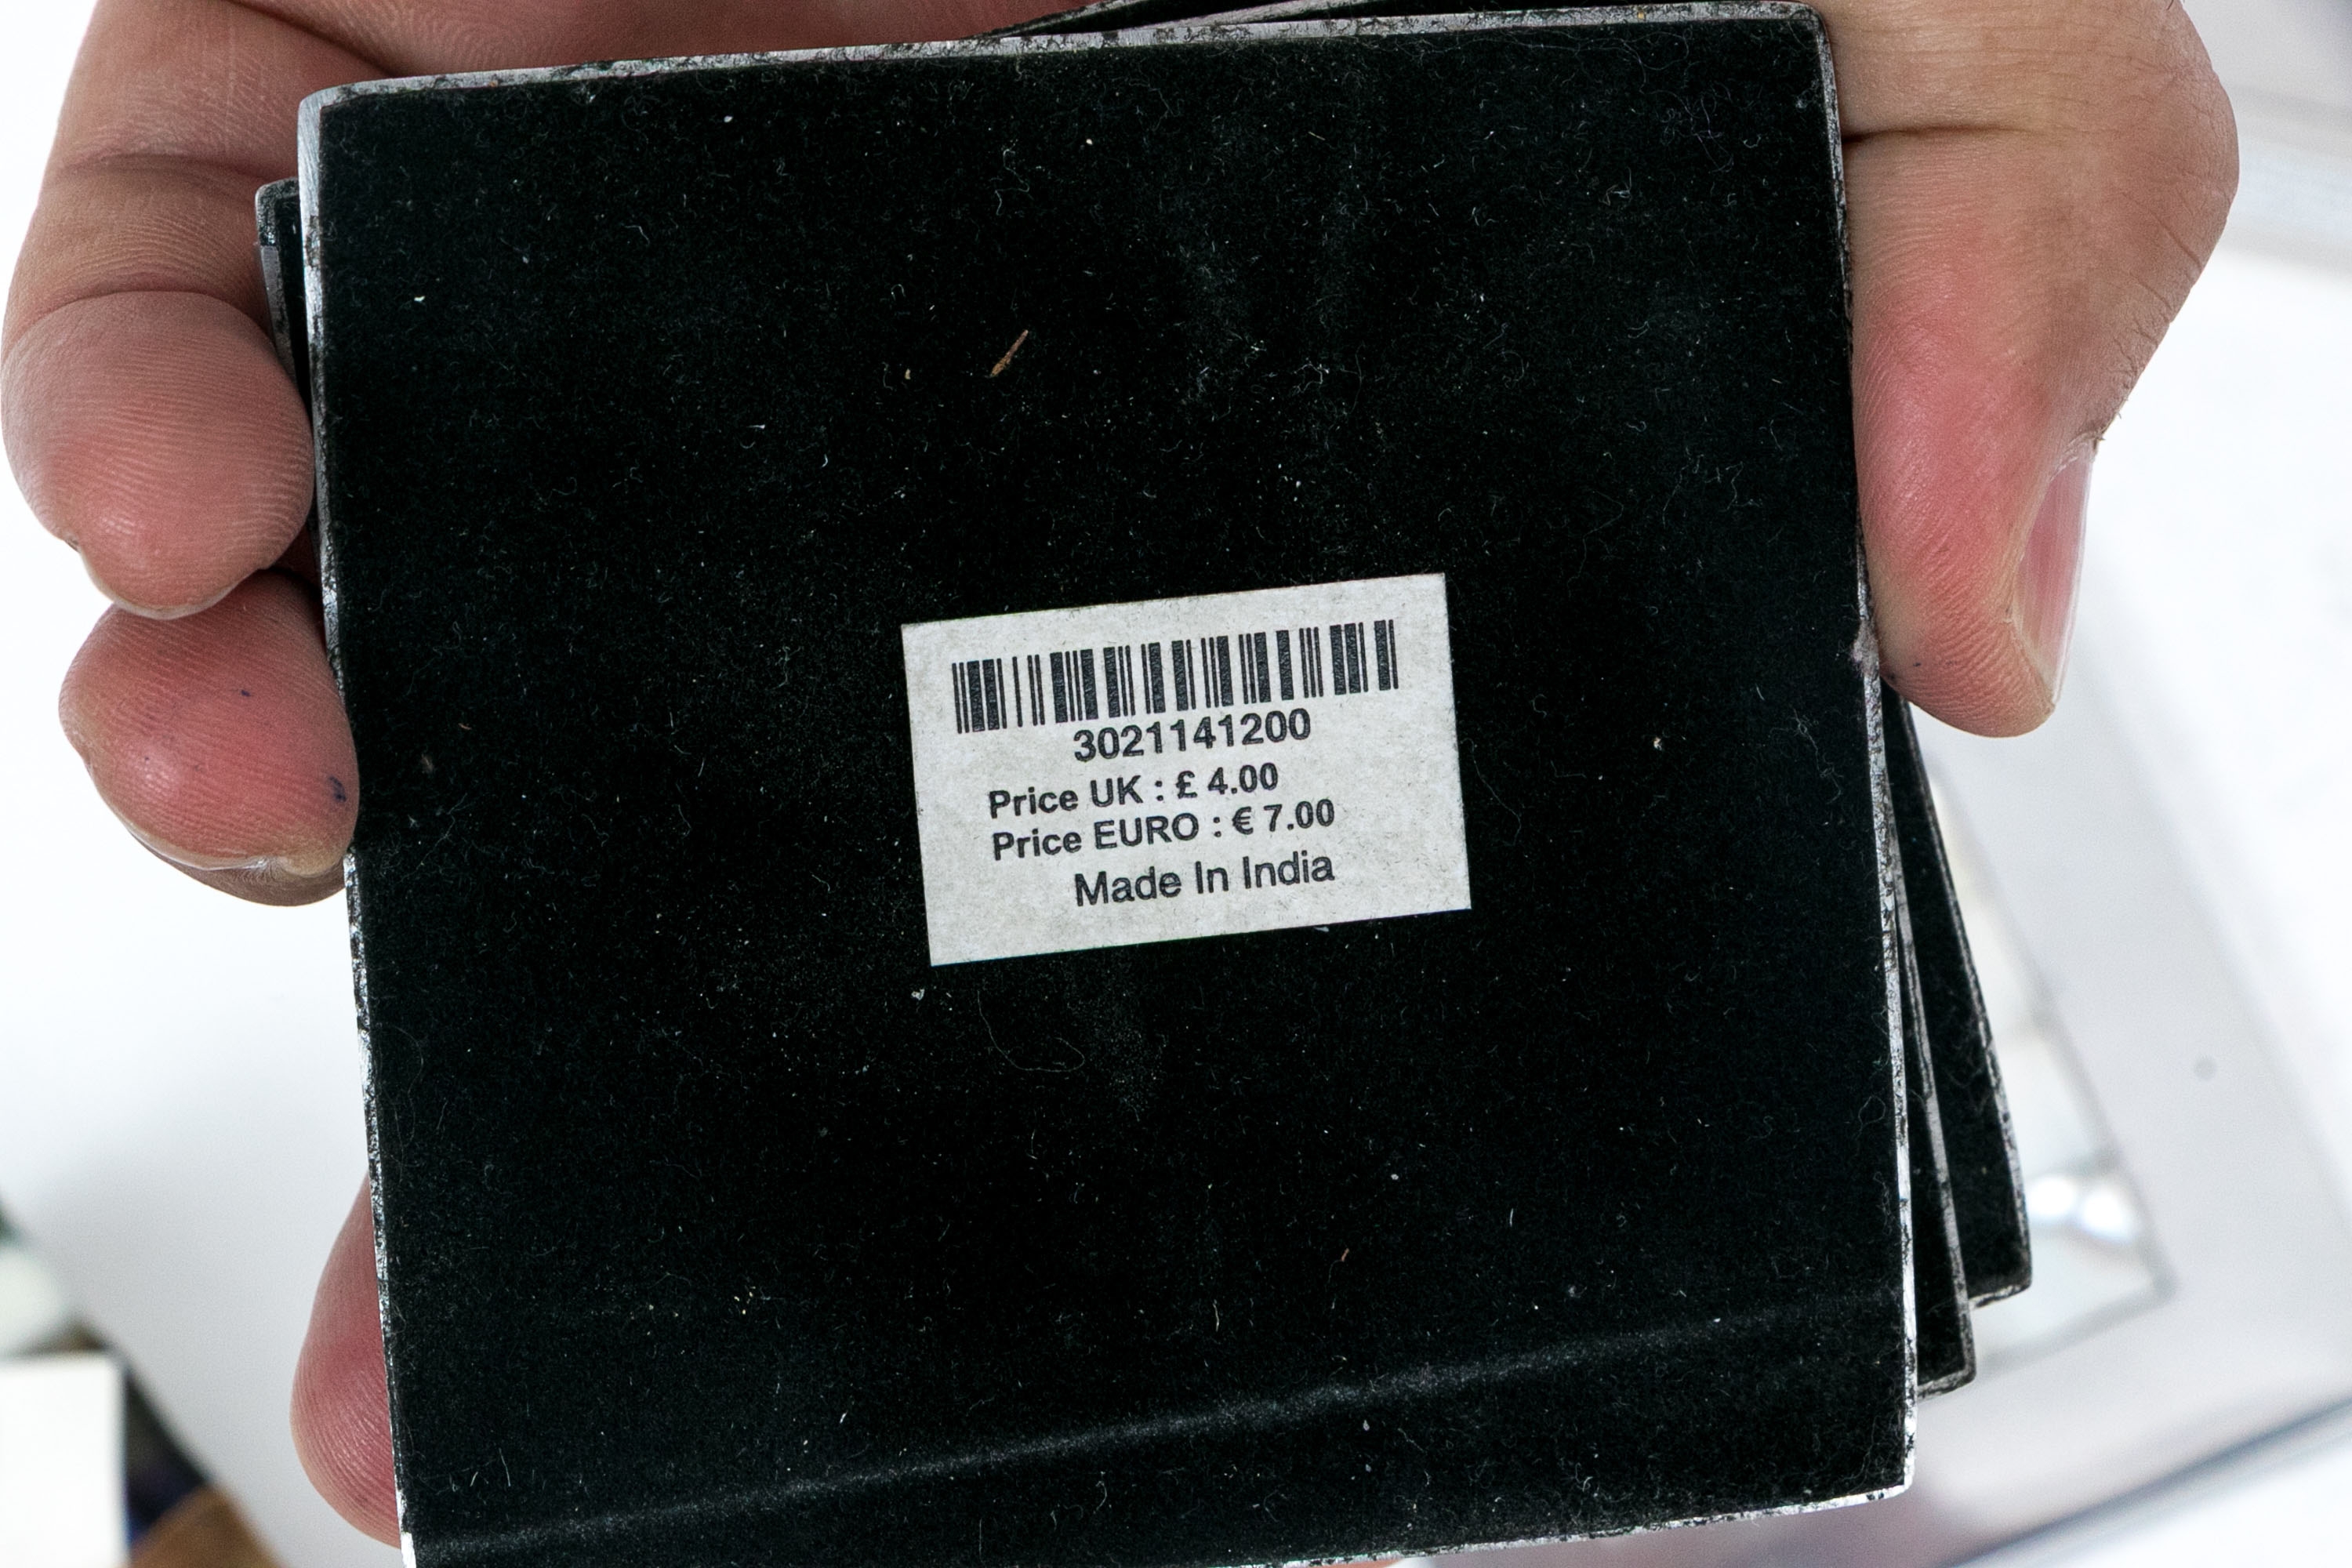 3021141200
Price UK : £ 4.00
Price EURO : € 7.00
Made In India